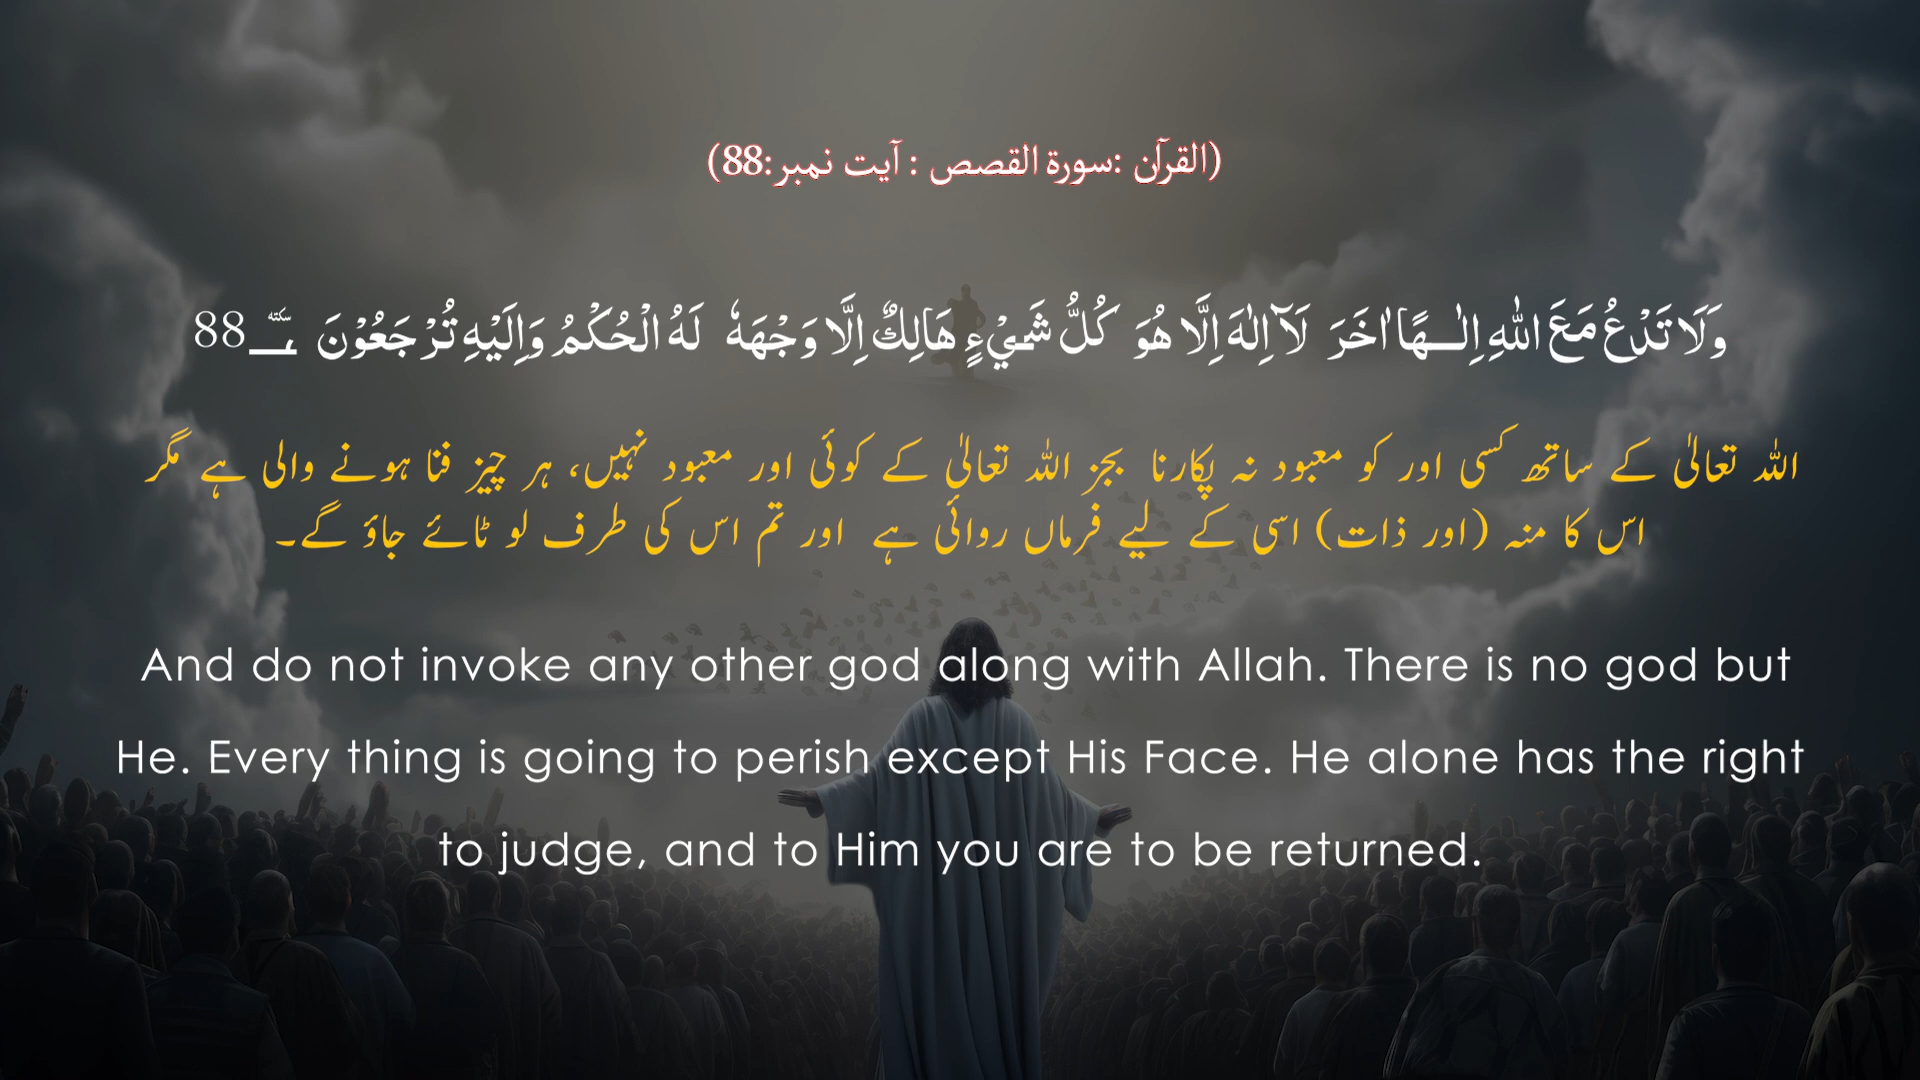 (القرآن :سورۃ القصص : آیت نمبر:88)
وَلَا تَدْعُ مَعَ اللّٰهِ اِلٰـــهًا اٰخَرَ ۘ لَآ اِلٰهَ اِلَّا هُوَ ۣ كُلُّ شَيْءٍ هَالِكٌ اِلَّا وَجْهَهٗ ۭ لَهُ الْحُكْمُ وَاِلَيْهِ تُرْجَعُوْنَ 88
اللہ تعالیٰ کے ساتھ کسی اور کو معبود نہ پکارنا بجز اللہ تعالیٰ کے کوئی اور معبود نہیں، ہر چیز فنا ہونے والی ہے مگر
اس کا منہ (اور ذات) اسی کے لیے فرماں روائی ہے اور تم اس کی طرف لو ٹائے جاؤ گے۔
And do not invoke any other god along with Allah. There is no god but
He. Every thing is going to perish except His Face. He alone has the right
to judge, and to Him you are to be returned.